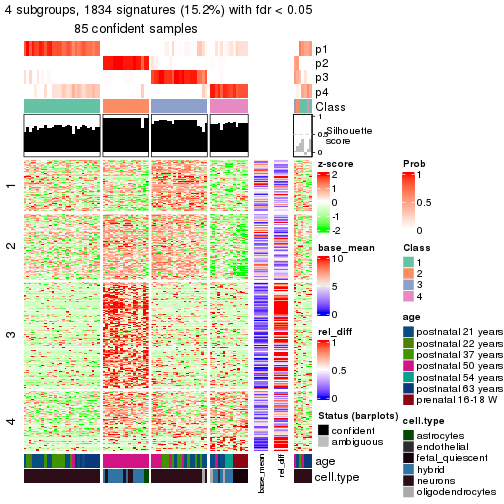 4 subgroups, 1834 signatures (15.2%) with fdr < 0.05
85 confident samples
p1
p2
p3
p4
Class
1
0.5
0
Silhouette
score
1
2
3
4
z-score
2
1
0
-1
-2
base_mean
10
5
0
rel_diff
1
0.5
0
Status (barplots)
confident
ambiguous
Prob
1
0.5
0
Class
1
2
3
4
age
postnatal 21 years
postnatal 22 years
postnatal 37 years
postnatal 50 years
postnatal 54 years
postnatal 63 years
prenatal 16-18 W
cell.type
astrocytes
endothelial
fetal_quiescent
hybrid
neurons
oligodendrocytes
age
cell.type
base_mean
rel_diff